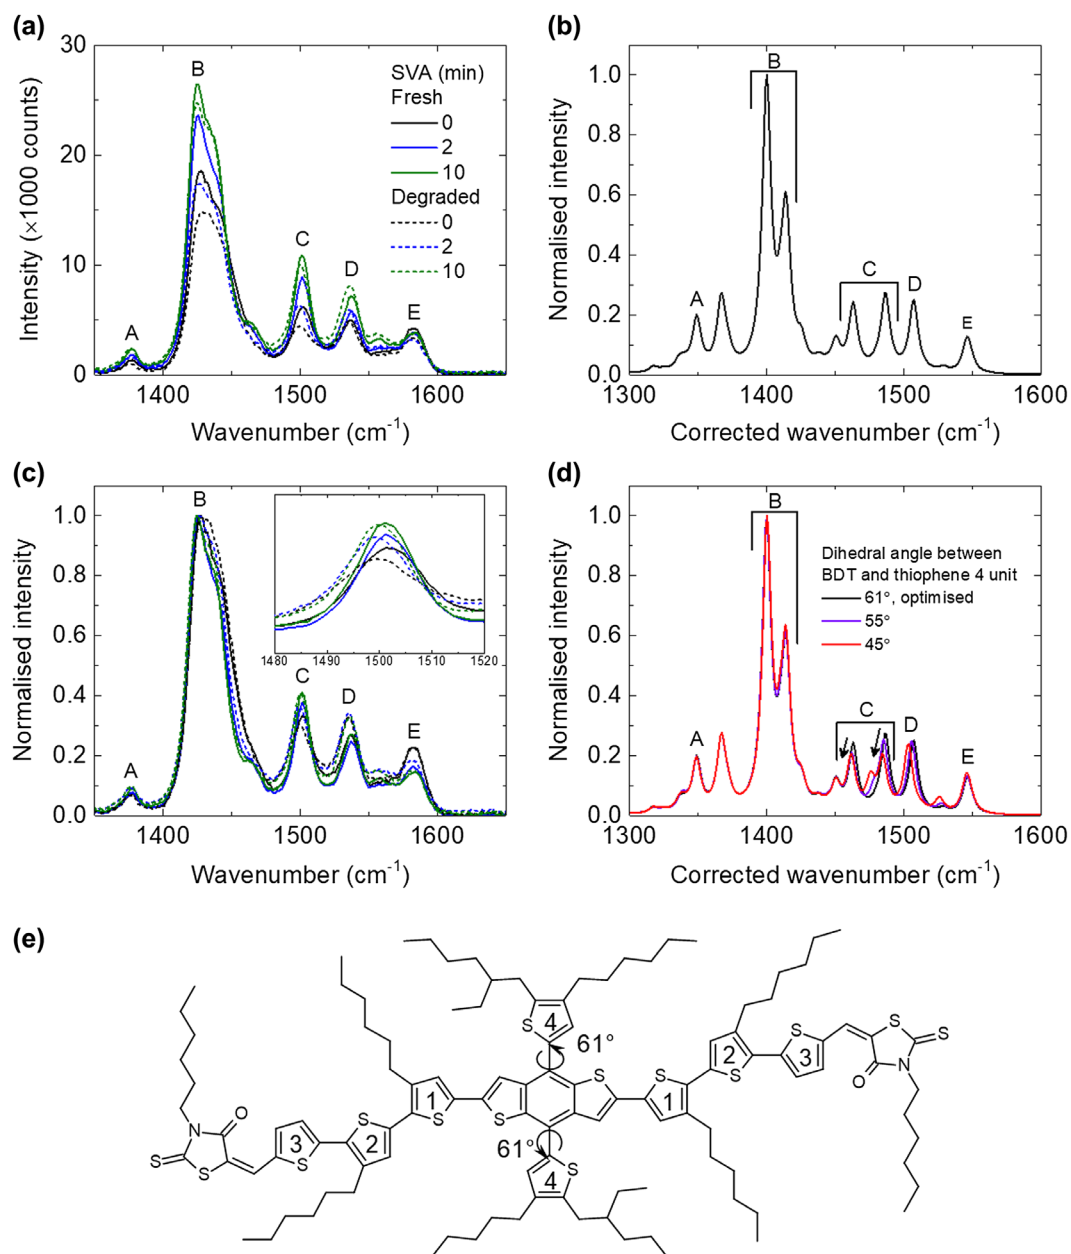 (a)
30
20
10
0
Intensity (×1000 counts)
1400
1500
1600
Wavenumber (cm-1)
A
B
C
D
E
SVA (min)
Fresh
0
2
10
Degraded
0
2
10
(b)
1.0
0.8
0.6
0.4
0.2
0.0
Normalised intensity
1300
1400
1500
1600
Corrected wavenumber (cm-1)
A
B
C
D
E
(c)
1.0
0.8
0.6
0.4
0.2
0.0
Normalised intensity
1400
1500
1600
Wavenumber (cm-1)
A
B
C
D
E
1480
1490
1500
1510
1520
(d)
1.0
0.8
0.6
0.4
0.2
0.0
Normalised intensity
1300
1400
1500
1600
Corrected wavenumber (cm-1)
A
B
C
D
E
Dihedral angle between
BDT and thiophene 4 unit
61°, optimised
55°
45°
(e)
S
4
61°
S
S
1
S
2
S
3
S
S
S
O
N
S
1
S
2
S
3
S
O
N
S
S
61°
S
4